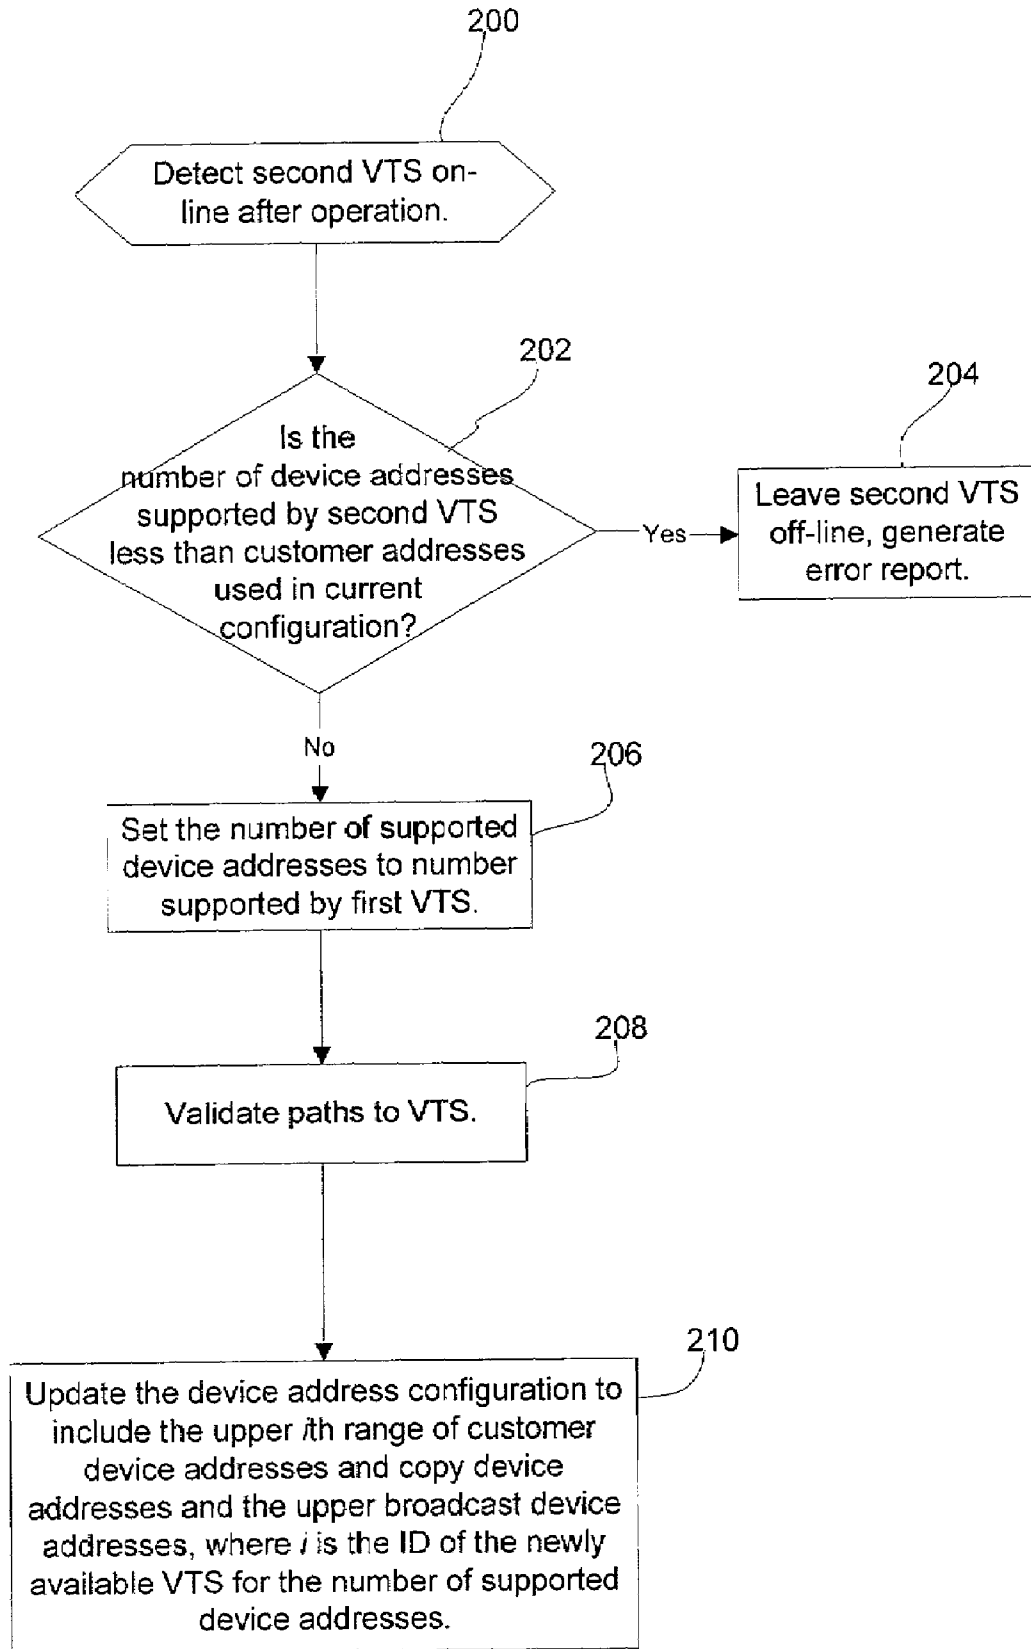 200
Detect second VTS on-
line after operation.
202
Is the
number of device addresses
supported by second VTS
less than customer addresses
used in current
configuration?
Yes
204
Leave second VTS
off-line, generate
error report.
No
206
Set the number of supported
device addresses to number
supported by first VTS.
208
Validate paths to VTS.
210
Update the device address configuration to
include the upper ith range of customer
device addresses and copy device
addresses and the upper broadcast device
addresses, where i is the ID of the newly
available VTS for the number of supported
device addresses.